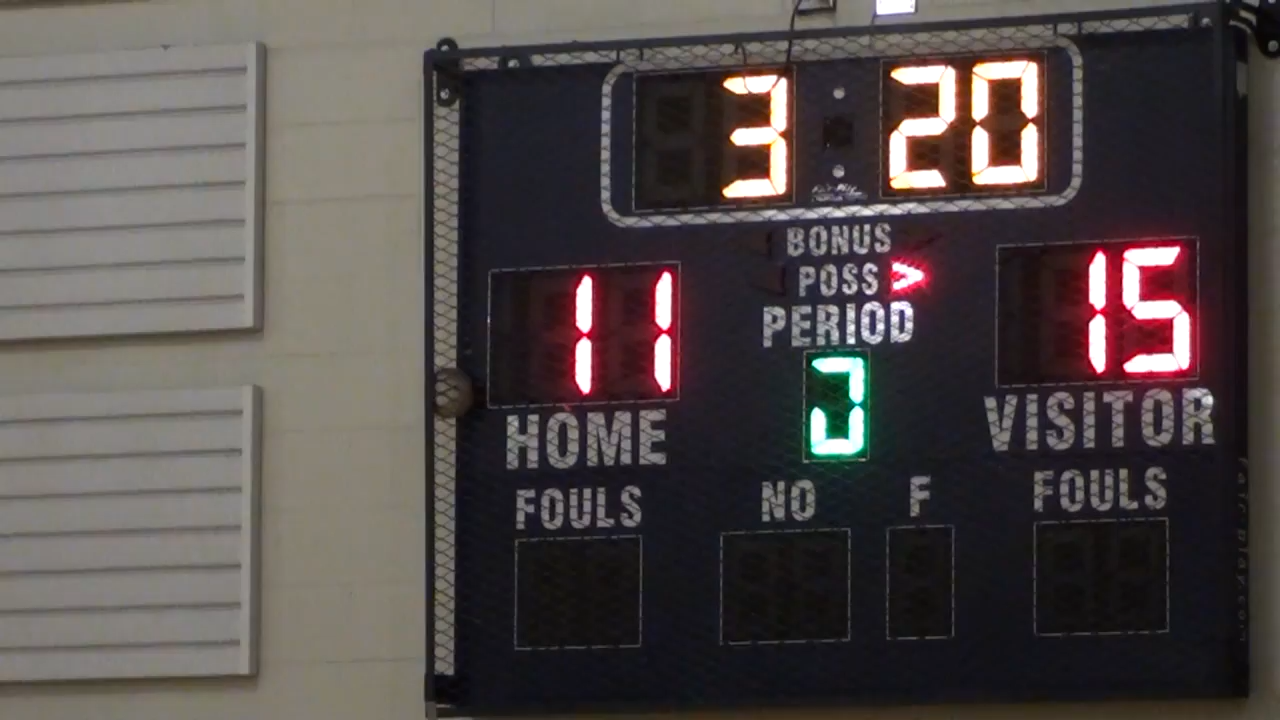 3 20
BONUS
POSS >
PERIOD
11 15
HOME VISITOR
FOULS NO F FOULS